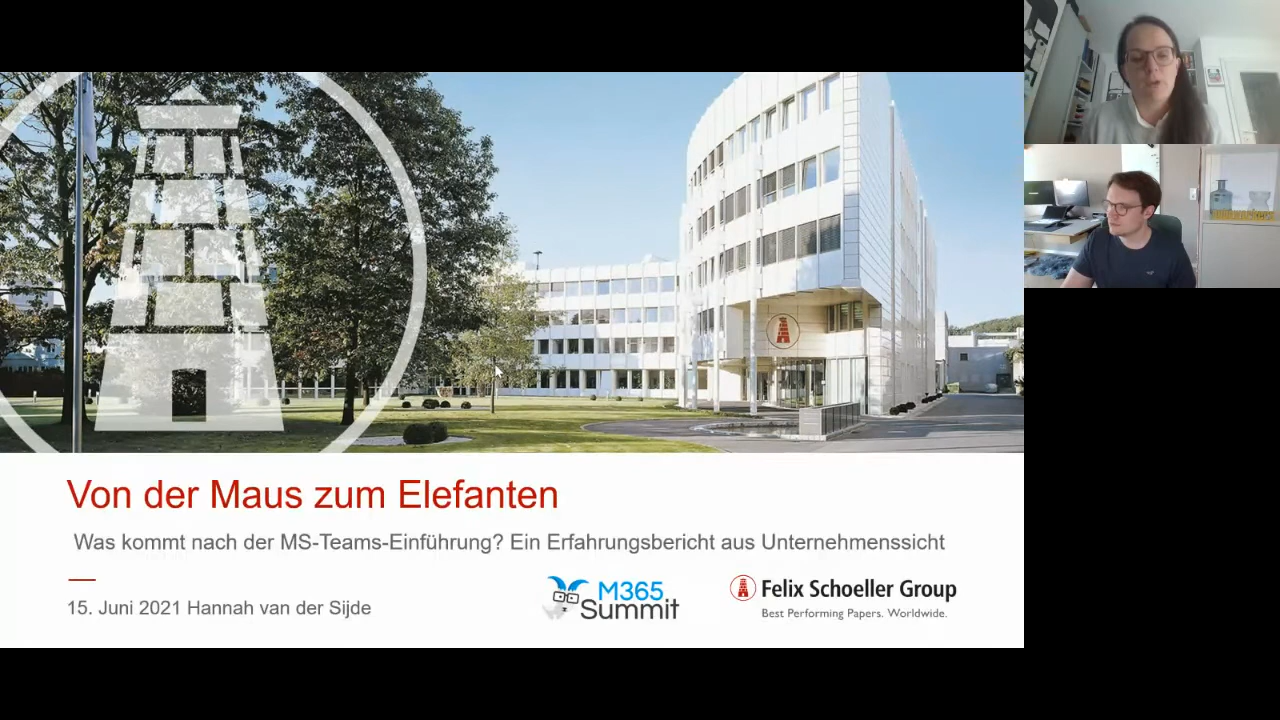 Von der Maus zum Elefanten
Was kommt nach der MS-Teams-Einführung? Ein Erfahrungsbericht aus Unternehmenssicht
15. Juni 2021 Hannah van der Sijde
M365
Summit
Felix Schoeller Group
Best Performing Papers. Worldwide.